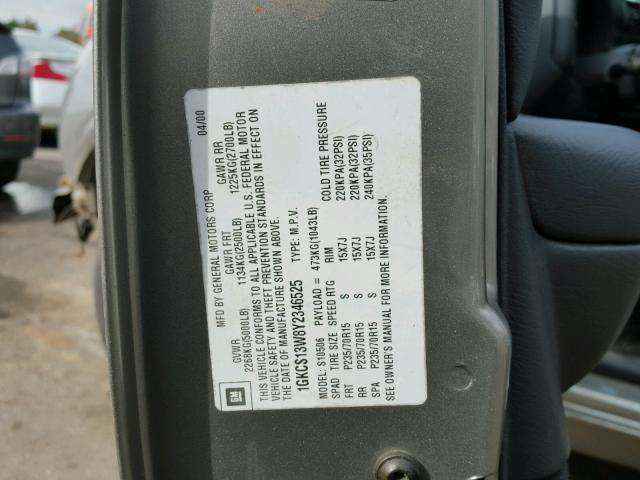 GM
MFD BY GENERAL MOTORS CORP 04/00
GVWR GAWR FRT GAWR RR
2268KG(5000LB) 1134KG(2500LB) 1225KG(2700LB)
THIS VEHICLE CONFORMS TO ALL APPLICABLE U.S. FEDERAL MOTOR
VEHICLE SAFETY AND THEFT PREVENTION STANDARDS IN EFFECT ON
THE DATE OF MANUFACTURE SHOWN ABOVE.
1GKCS13W8Y2346525 TYPE: M.P.V.
MODEL: S10506 PAYLOAD = 473KG(1043LB)
SPAD TIRE SIZE SPEED RTG RIM COLD TIRE PRESSURE
FRT P235/70R15 S 15X7J 220KPA(32PSI)
RR P235/70R15 S 15X7J 220KPA(32PSI)
SPA P235/70R15 S 15X7J 240KPA(35PSI)
SEE OWNER'S MANUAL FOR MORE INFORMATION.